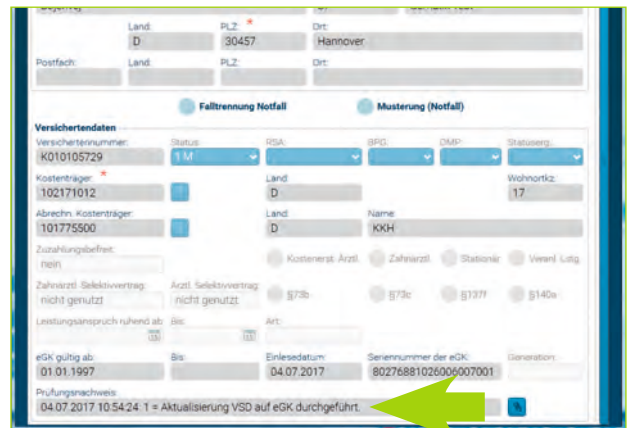 Land: PLZ: * Ort:
D 30457 Hannover
Postfach: Land: PLZ: Ort:
Falltrennung Notfall Musterung (Notfall)
Versichertendaten
Versichertennummer: Status: RSA: BPG: DMP: Statuserg.:
K010105729 1 M
Kostenträger: * Land: Wohnortkz.
102171012 D 17
Abrechn. Kostenträger: Land: Name:
101775500 D KKH
Zuzahlungsbefreit:
nein Kostenerst. Ärztl. Zahnärztl. Stationär Veranl. Lstg.
Zahnärztl. Selektivvertrag: Ärztl. Selektivvertrag:
nicht genutzt nicht genutzt §73b §73c §137f §140a
Leistungsanspruch ruhend ab: Bis: Art:
eGK gültig ab: Bis: Einlesedatum: Seriennummer der eGK: Generation:
01.01.1997 04.07.2017 80276881026006007001
Prüfungsnachweis:
04.07.2017 10:54:24: 1 = Aktualisierung VSD auf eGK durchgeführt.